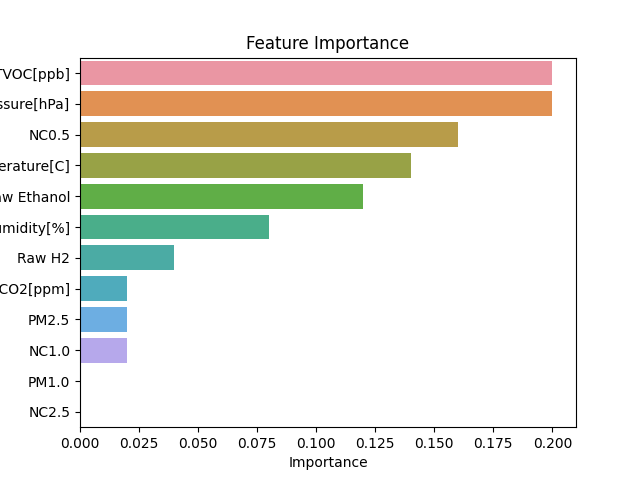 Feature Importance
TVOC[ppb]
ssure[hPa]
NC0.5
erature[C]
aw Ethanol
umidity[%]
Raw H2
CO2[ppm]
PM2.5
NC1.0
PM1.0
NC2.5
0.000 0.025 0.050 0.075 0.100 0.125 0.150 0.175 0.200
Importance